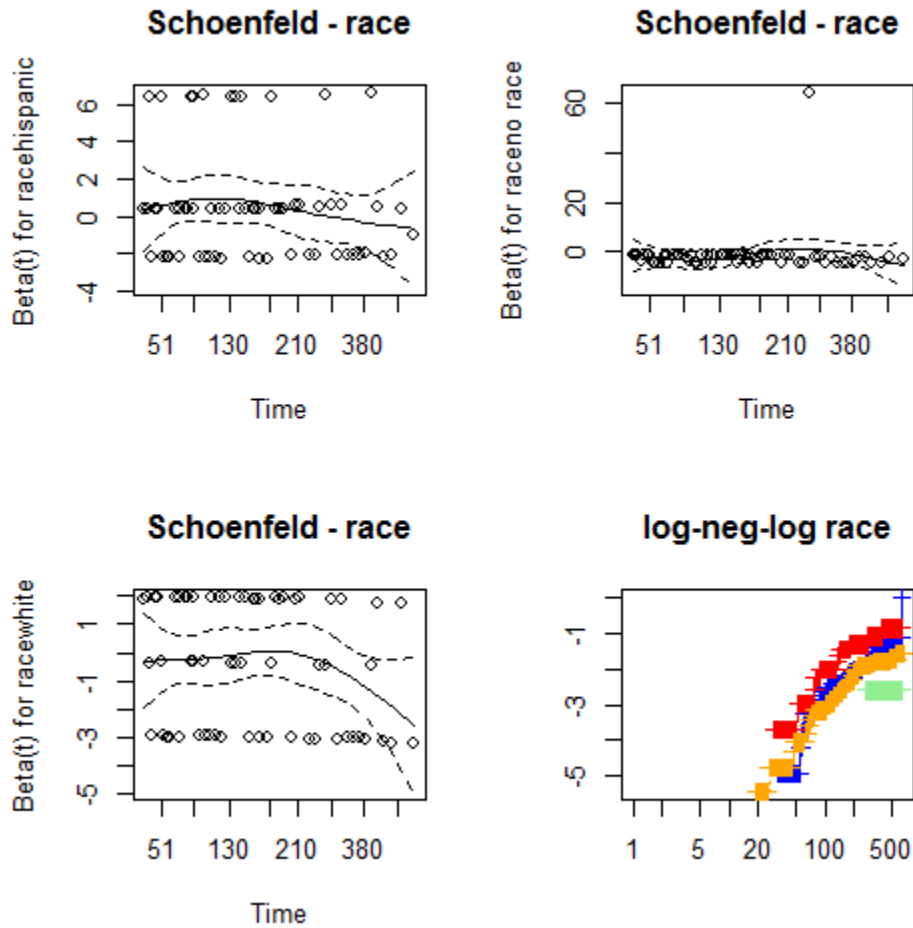 Schoenfeld - race
Beta(t) for racehispanic
6
4
2
0
-4
51 130 210 380
Time
Schoenfeld - race
Beta(t) for raceno race
60
20
0
51 130 210 380
Time
Schoenfeld - race
Beta(t) for racewhite
1
-1
-3
-5
51 130 210 380
Time
log-neg-log race
-1
-3
-5
1 5 20 100 500